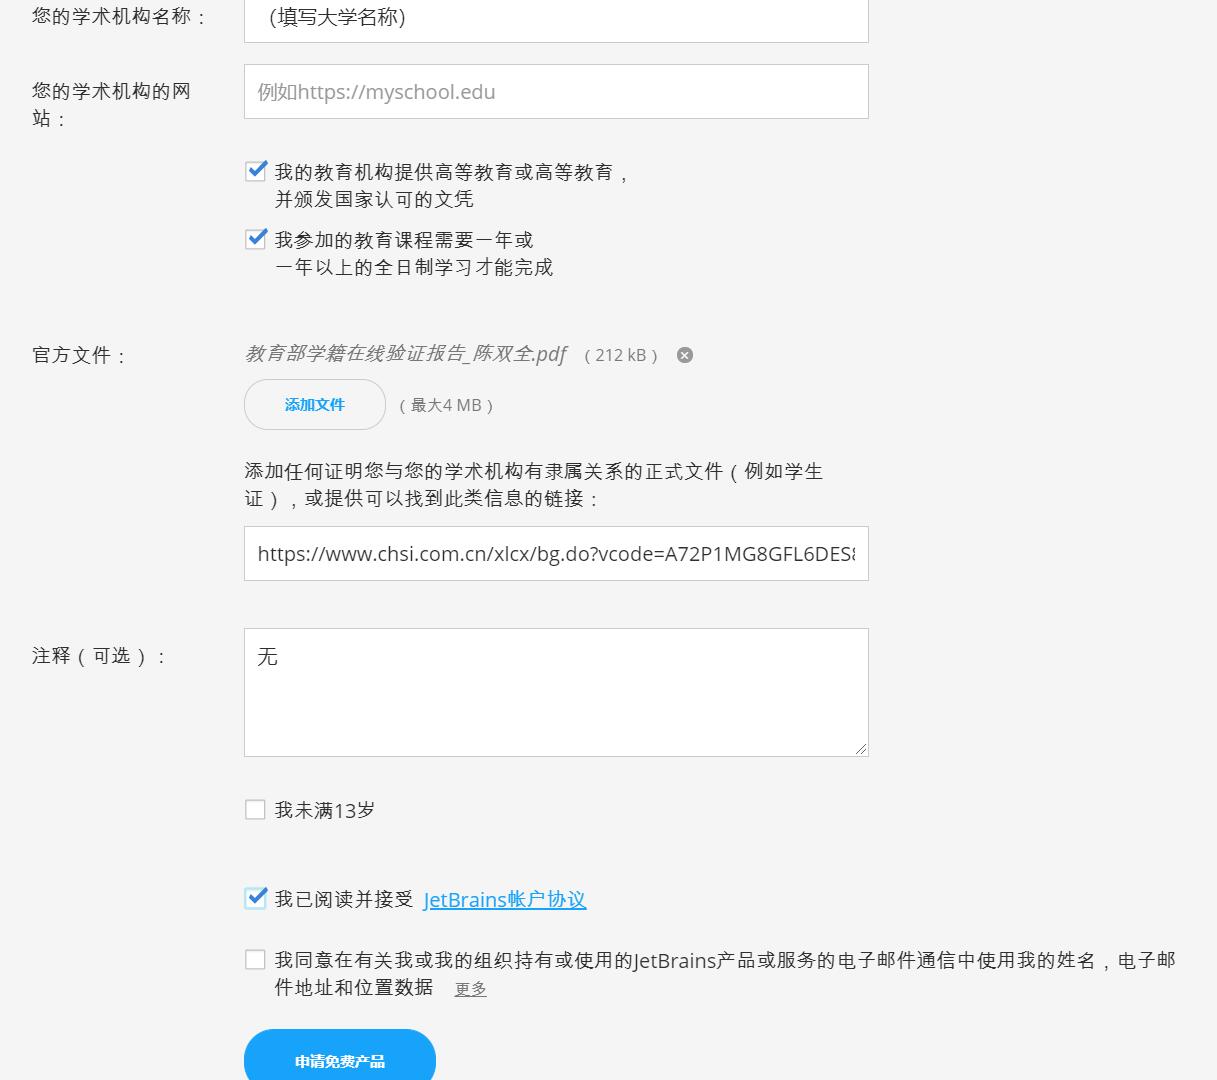 您的学术机构名称：
（填写大学名称）
您的学术机构的网
站：
例如https://myschool.edu
我的教育机构提供高等教育或高等教育，
并颁发国家认可的文凭
我参加的教育课程需要一年或
一年以上的全日制学习才能完成
官方文件：
教育部学籍在线验证报告_陈双全.pdf （212 kB）
添加文件 （最大4 MB）
添加任何证明您与您的学术机构有隶属关系的正式文件（例如学生
证），或提供可以找到此类信息的链接：
https://www.chsi.com.cn/xlcx/bg.do?vcode=A72P1MG8GFL6DES8
注释（可选）：
无
我未满13岁
我已阅读并接受 JetBrains帐户协议
我同意在有关我或我的组织持有或使用的JetBrains产品或服务的电子邮件通信中使用我的姓名，电子邮
件地址和位置数据 更多
申请免费产品